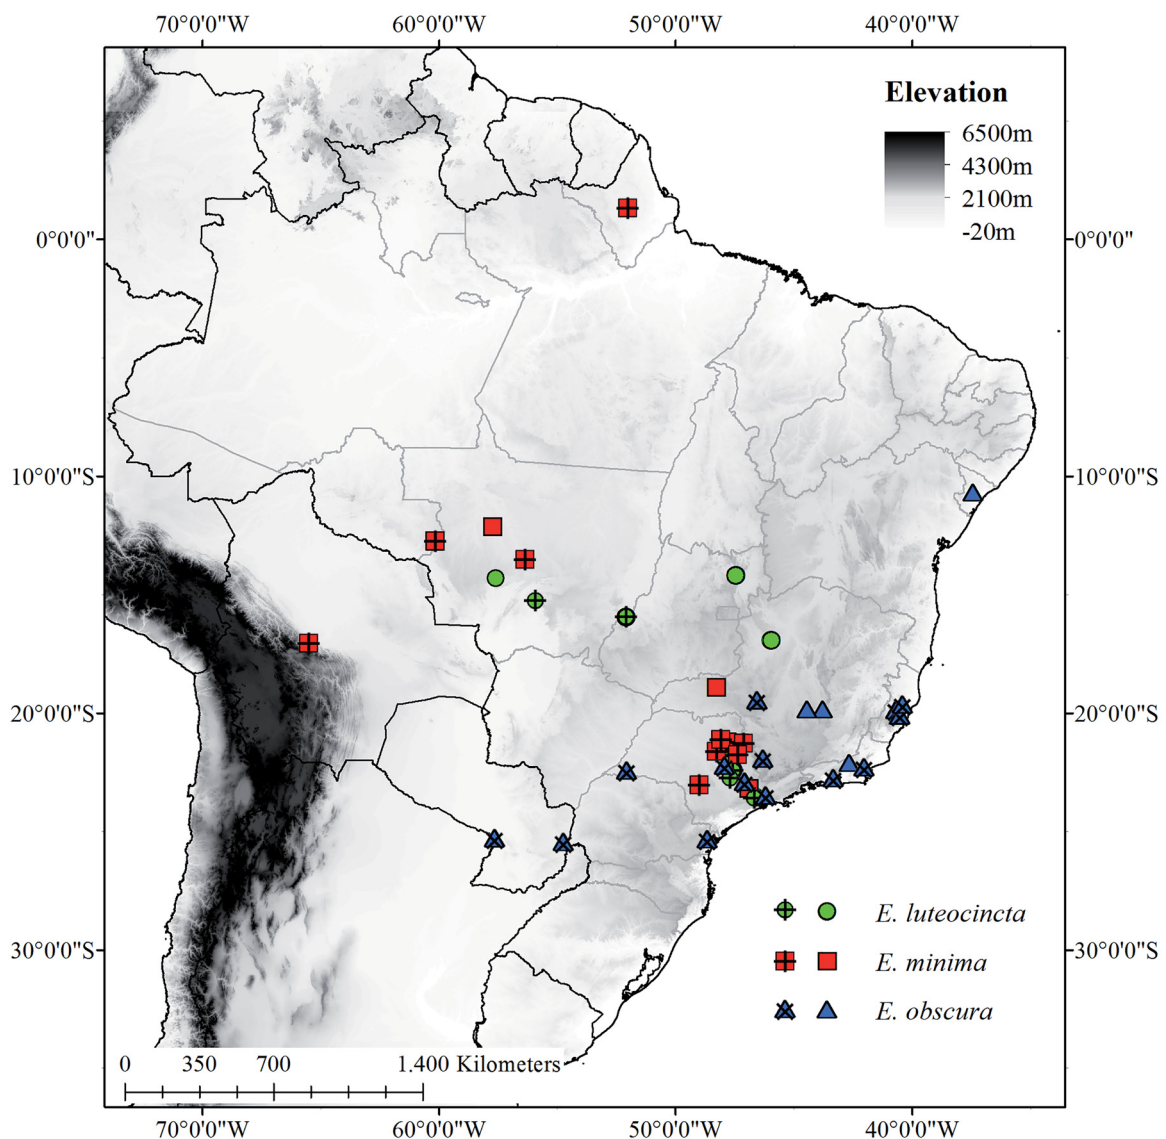 70°0'0"W 60°0'0"W 50°0'0"W 40°0'0"W
Elevation
6500m
4300m
2100m
-20m
0°0'0" 0°0'0"
10°0'0"S 10°0'0"S
20°0'0"S 20°0'0"S
E. luteocincta
30°0'0"S E. minima 30°0'0"S
E. obscura
0 350 700 1.400 Kilometers
70°0'0"W 60°0'0"W 50°0'0"W 40°0'0"W